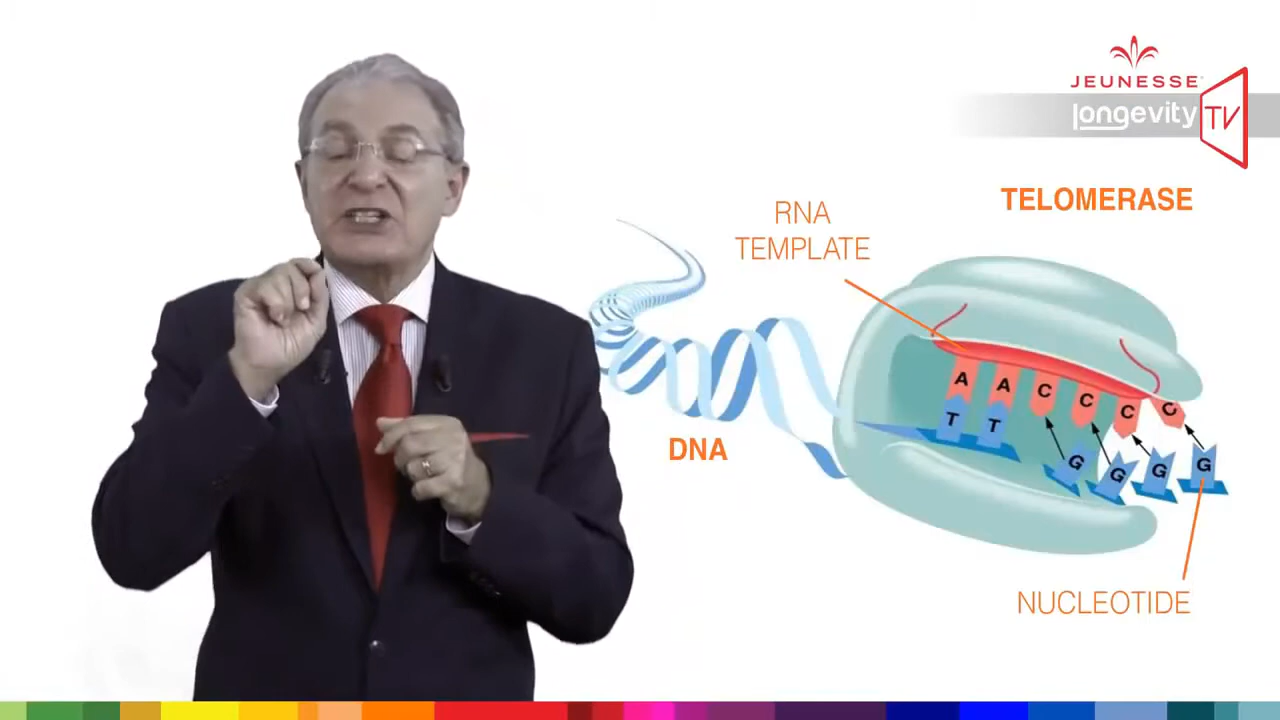 JEUNESSE
longevity TV
TELOMERASE
RNA
TEMPLATE
A A C C C C
T T
G G G G
DNA
NUCLEOTIDE